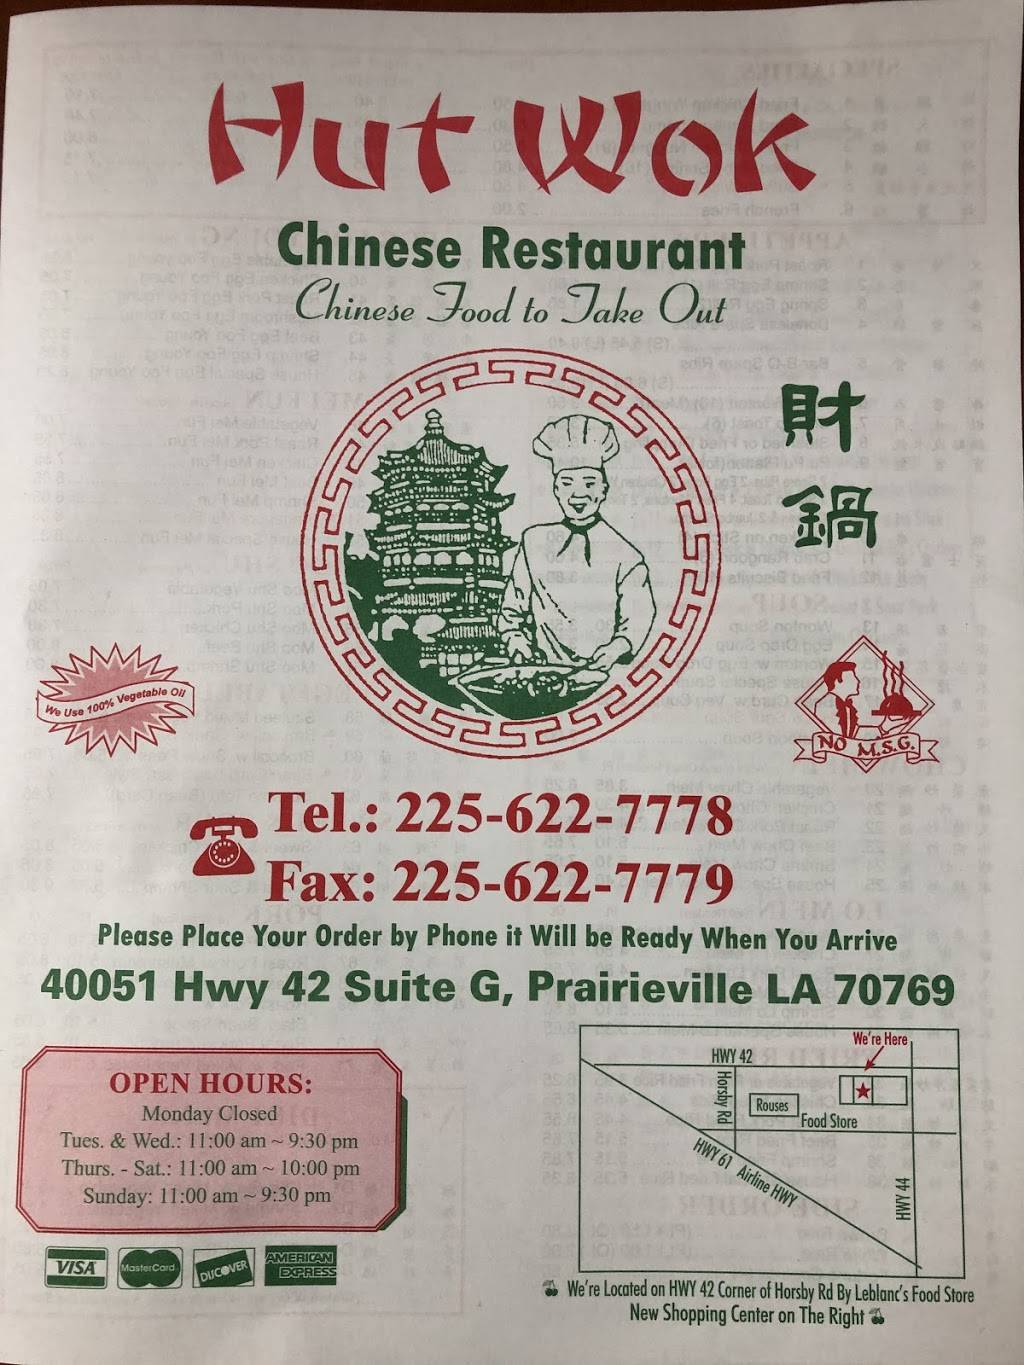 Hut Wok
Chinese Restaurant
Chinese Food to Take Out
財
鍋
We Use 100% Vegetable Oil
NO M.S.G.
Tel.: 225-622-7778
Fax: 225-622-7779
Please Place Your Order by Phone it Will be Ready When You Arrive
40051 Hwy 42 Suite G, Prairieville LA 70769
OPEN HOURS:
Monday Closed
Tues. & Wed.: 11:00 am ~ 9:30 pm
Thurs. - Sat.: 11:00 am ~ 10:00 pm
Sunday: 11:00 am ~ 9:30 pm
VISA MasterCard DISCOVER AMERICAN EXPRESS
We're Here
HWY 42
Horsby Rd
Rouses
Food Store
HWY 61 Airline HWY
HWY 44
We're Located on HWY 42 Corner of Horsby Rd By Leblanc's Food Store
New Shopping Center on The Right